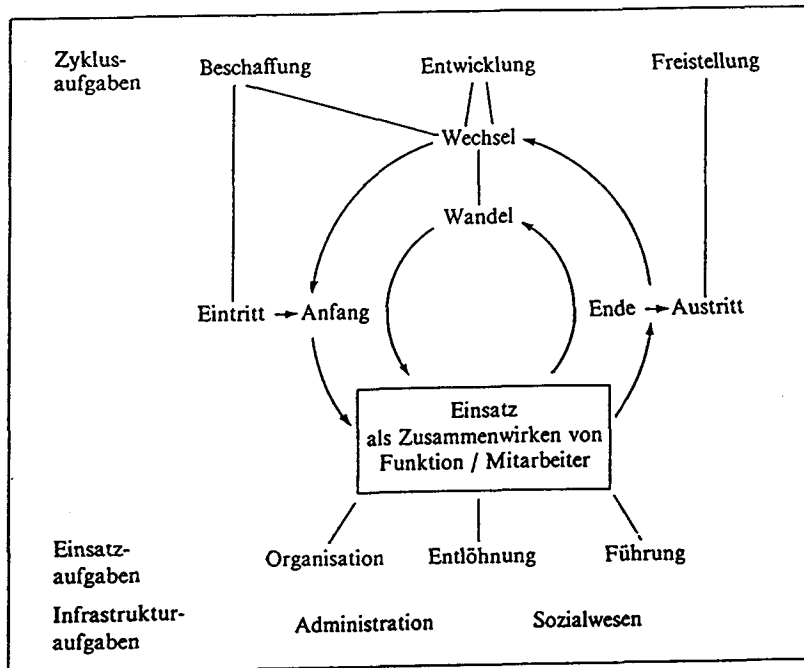 Zyklus-
aufgaben
Beschaffung
Entwicklung
Freistellung
Wechsel
Wandel
Eintritt
Anfang
Ende
Austritt
Einsatz
als Zusammenwirken von
Funktion / Mitarbeiter
Einsatz-
aufgaben
Organisation
Entlöhnung
Führung
Infrastruktur-
aufgaben
Administration
Sozialwesen